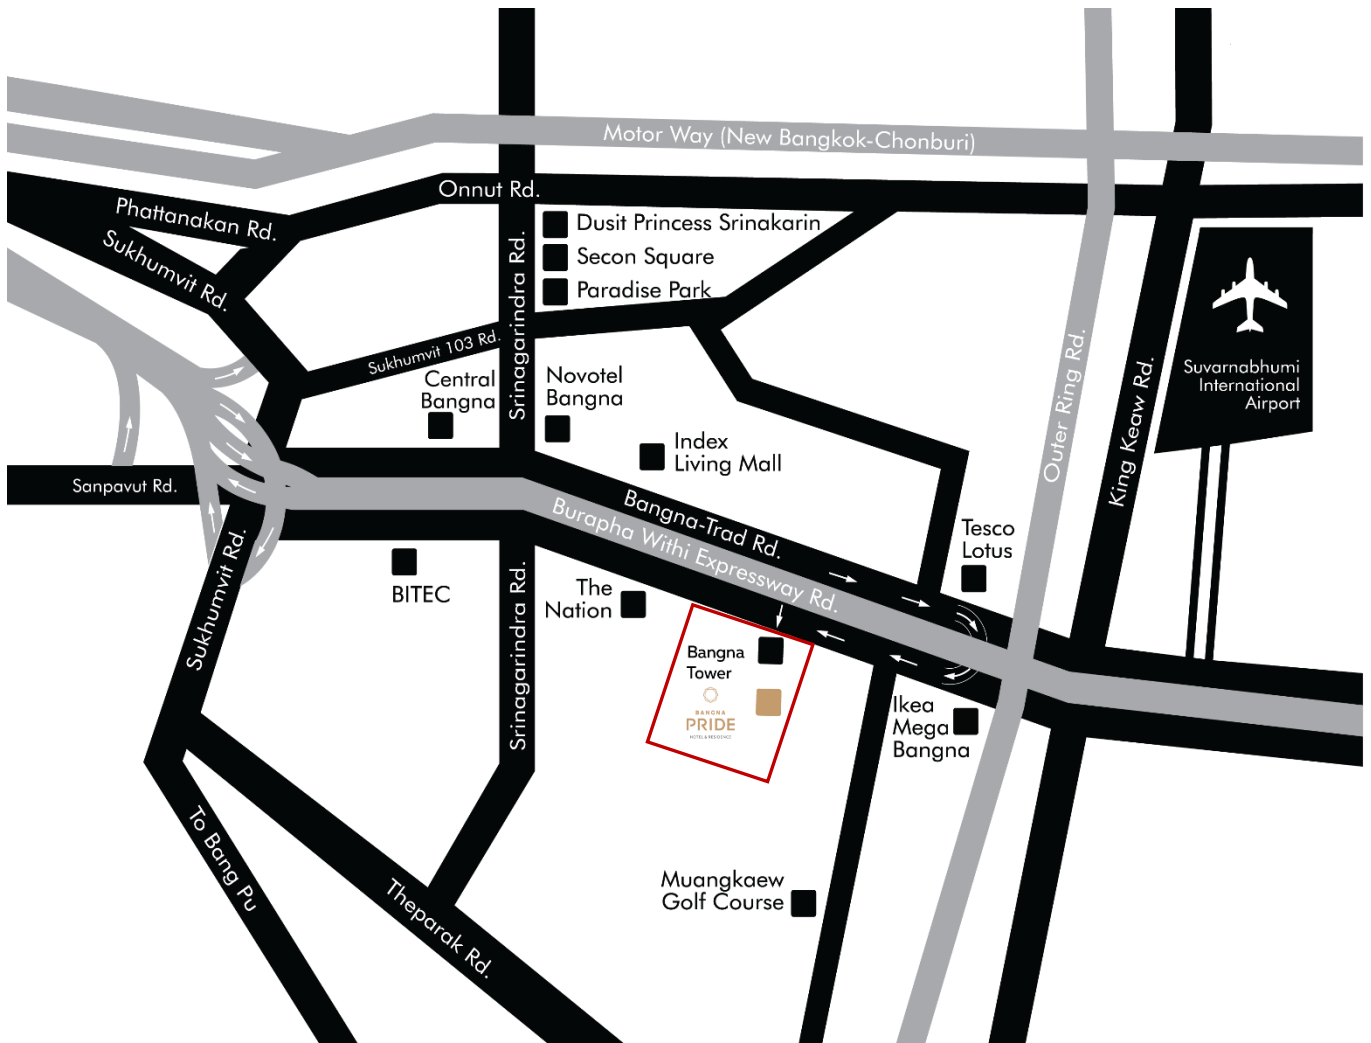 Motor Way (New Bangkok-Chonburi)
Onnut Rd.
Phattanakan Rd.
Sukhumvit Rd.
Srinagarindra Rd.
Dusit Princess Srinakarin
Secon Square
Paradise Park
Sukhumvit 103 Rd.
Central
Bangna
Novotel
Bangna
Index
Living Mall
Outer Ring Rd.
King Keaw Rd.
Suvarnabhumi
International
Airport
Sanpavut Rd.
Bangna-Trad Rd.
Burapha Withi Expressway Rd.
Tesco
Lotus
BITEC
The
Nation
Sukhumvit Rd.
Srinagarindra Rd.
Bangna
Tower
BANGNA
PRIDE
HOTEL & RESIDENCE
Ikea
Mega
Bangna
To Bang Pu
Theparak Rd.
Muangkaew
Golf Course